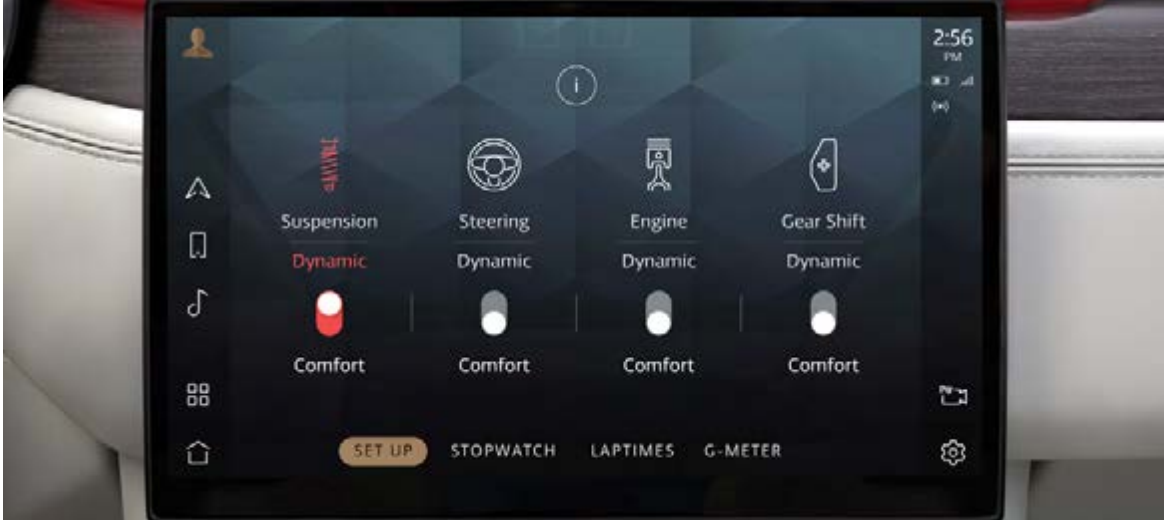 2:56
PM
i
Suspension Steering Engine Gear Shift
Dynamic Dynamic Dynamic Dynamic
Comfort Comfort Comfort Comfort
SET UP STOPWATCH LAPTIMES G-METER